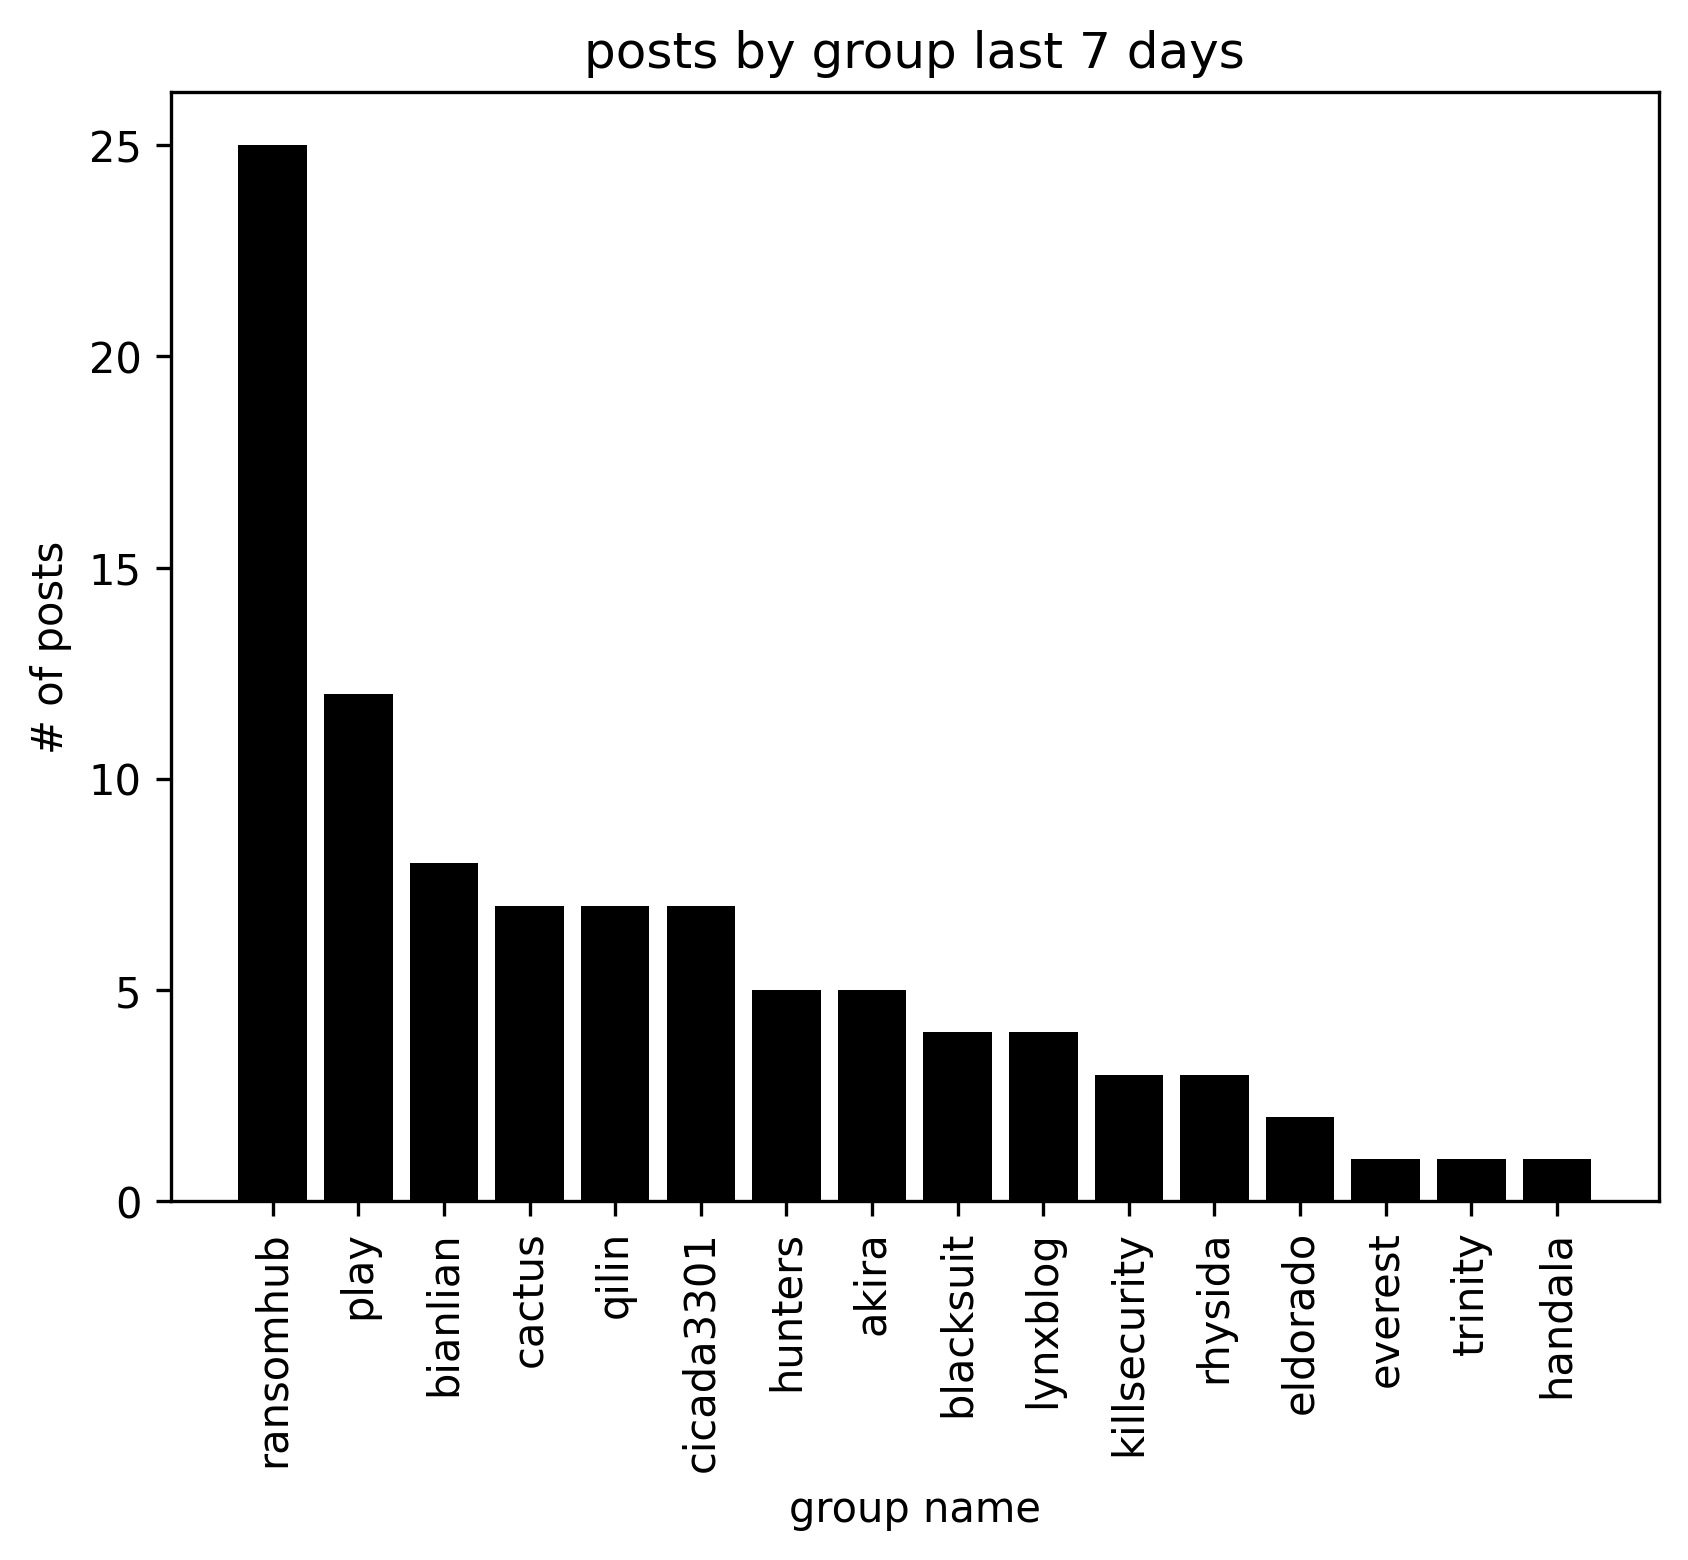 posts by group last 7 days
# of posts
25
20
15
10
5
0
ransomhub
play
bianlian
cactus
qilin
cicada3301
hunters
akira
blacksuit
lynxblog
killsecurity
rhysida
eldorado
everest
trinity
handala
group name